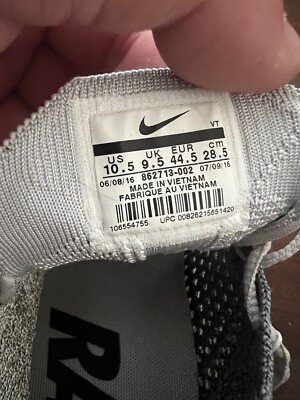 VT
US UK EUR cm
10.5 9.5 44.5 28.5
06/08/16 862713-002 07/09/16
MADE IN VIETNAM
FABRIQUE AU VIETNAM
106554755 UPC 00826215651420
RA